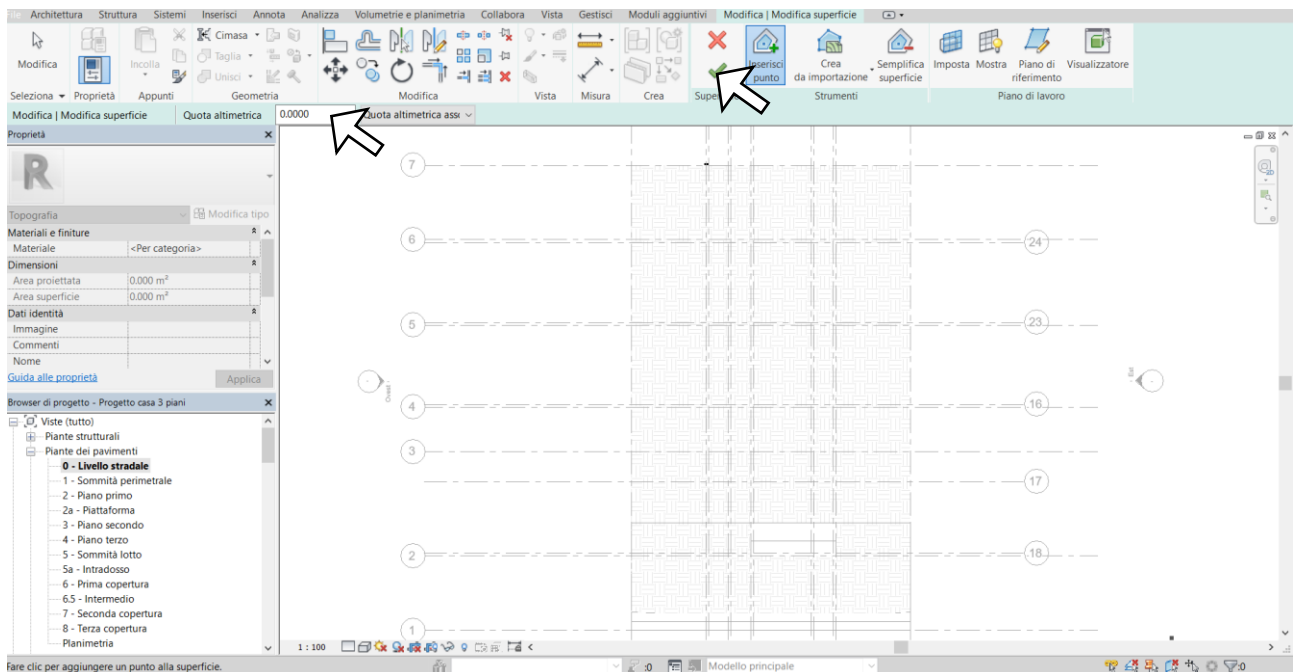 File Architettura Struttura Sistemi Inserisci Annota Analizza Volumetrie e planimetria Collabora Vista Gestisci Moduli aggiuntivi Modifica | Modifica superficie
Cimasa
Taglia
Unisci
Modifica
Incolla
Inserisci punto
Crea da importazione
Semplifica superficie
Imposta
Mostra
Piano di riferimento
Visualizzatore
Seleziona Proprietà Appunti Geometria Modifica Vista Misura Crea Strumenti Piano di lavoro
Modifica | Modifica superficie Quota altimetrica 0.0000 Quota altimetrica ass
Proprietà
R
Topografia Modifica tipo
Materiali e finiture
Materiale <Per categoria>
Dimensioni
Area proiettata 0.000 m²
Area superficie 0.000 m²
Dati identità
Immagine
Commenti
Nome
Guida alle proprietà Applica
Browser di progetto - Progetto casa 3 piani
Viste (tutto)
Piante strutturali
Piante dei pavimenti
0 - Livello stradale
1 - Sommità perimetrale
2 - Piano primo
2a - Piattaforma
3 - Piano secondo
4 - Piano terzo
5 - Sommità lotto
5a - Intradosso
6 - Prima copertura
6.5 - Intermedio
7 - Seconda copertura
8 - Terza copertura
Planimetria
7
6 24
5 23
Ovest
Est
4 16
3
17
2 18
1
2D
1 : 100
Fare clic per aggiungere un punto alla superficie.
:0 Modello principale :0